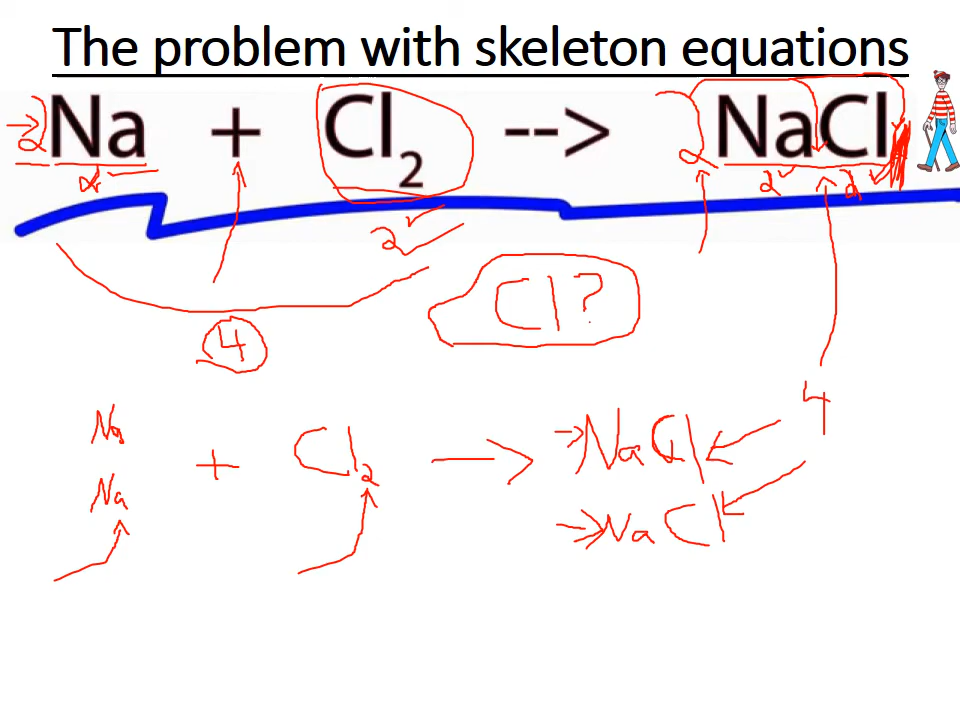 The problem with skeleton equations
2Na + Cl₂ --> 2NaCl
2 2 2
2
Cl?
4
4
Na
+ Cl₂ → NaCl
Na
NaCl